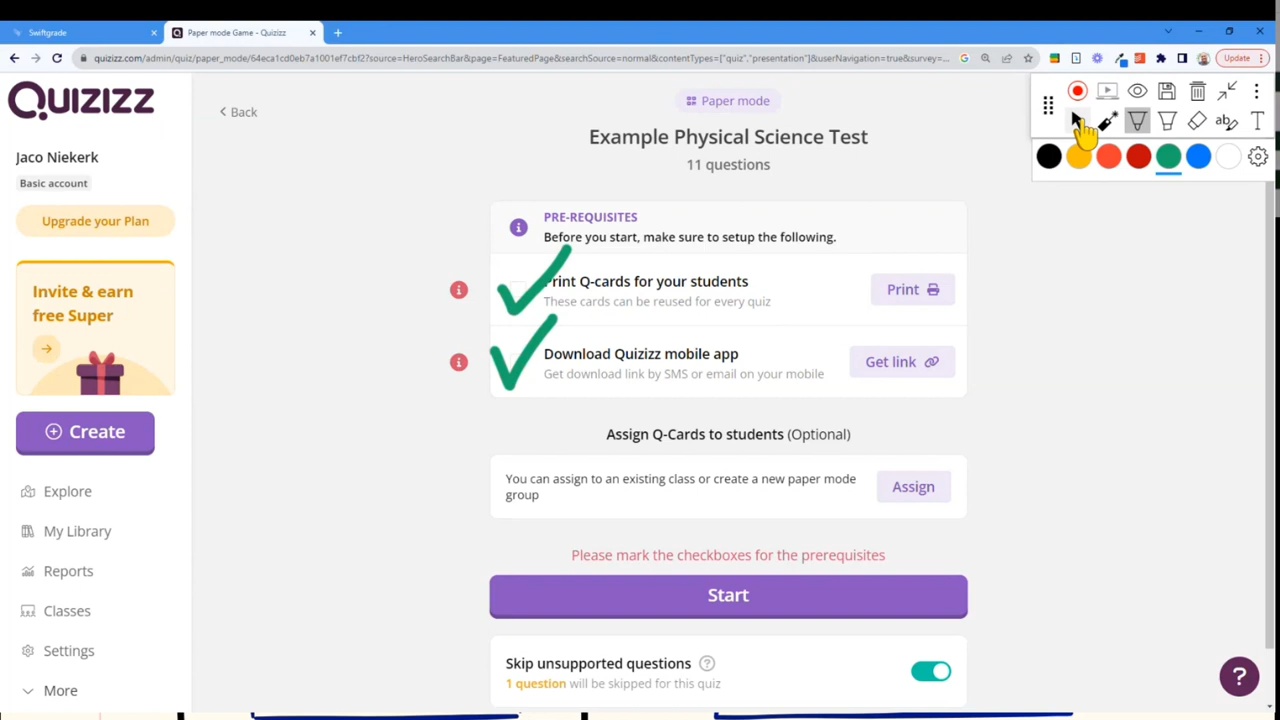 Swiftgrade
Paper mode Game - Quizizz
quizizz.com/admin/quiz/paper_mode/64eca1cd0eb7a1001ef7cbf2?source=HeroSearchBar&page=FeaturedPage&searchSource=normal&contentTypes=["quiz","presentation"]&userNavigation=true&survey=...
Update
QUIZIZZ
Jaco Niekerk
Basic account
Upgrade your Plan
Invite & earn
free Super
Create
Explore
My Library
Reports
Classes
Settings
More
Back
Paper mode
Example Physical Science Test
11 questions
PRE-REQUISITES
Before you start, make sure to setup the following.
Print Q-cards for your students
These cards can be reused for every quiz
Print
Download Quizizz mobile app
Get download link by SMS or email on your mobile
Get link
Assign Q-Cards to students (Optional)
You can assign to an existing class or create a new paper mode
group
Assign
Please mark the checkboxes for the prerequisites
Start
Skip unsupported questions
1 question will be skipped for this quiz
ab
T